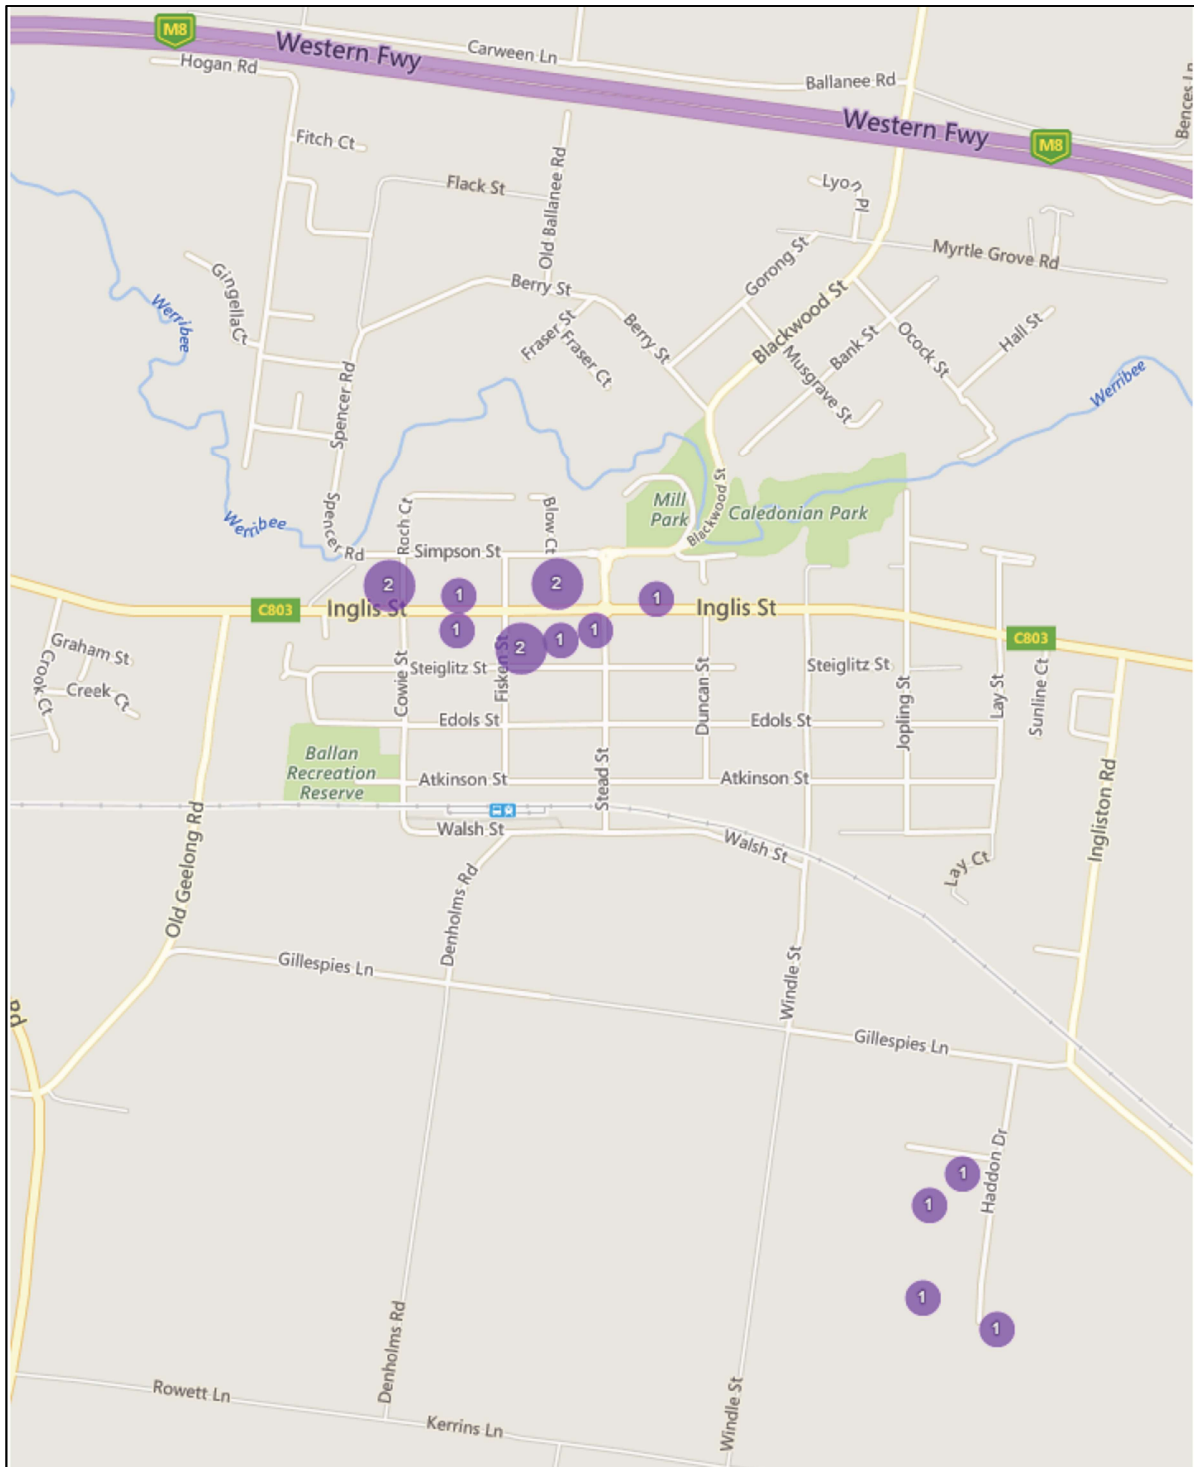 M8
Western Fwy
Carween Ln
Hogan Rd
Ballanee Rd
Bences Ln
Western Fwy
M8
Fitch Ct
Flack St
Old Ballanee Rd
Lyon Pl
Myrtle Grove Rd
Gorong St
Gingella Ct
Werribee
Berry St
Fraser St
Fraser Ct
Berry St
Blackwood St
Musgrave St
Bank St
Ocock St
Hall St
Werribee
Spencer Rd
Spencer Rd
Werribee
Roch Ct
Blow Ct
Mill
Park
Blackwood St
Caledonian Park
Simpson St
2
1
2
1
C803
Inglis St
Inglis St
1
2
1
1
C803
Graham St
Crook Ct
Creek Ct
Cowie St
Steiglitz St
Fisken St
Duncan St
Steiglitz St
Jopling St
Lay St
Sunline Ct
Edols St
Edols St
Ballan
Recreation
Reserve
Atkinson St
Stead St
Atkinson St
Walsh St
Walsh St
Lay Ct
Ingliston Rd
Old Geelong Rd
Denholms Rd
Gillespies Ln
Windle St
Rd
Gillespies Ln
Haddon Dr
1
1
1
1
Denholms Rd
Rowett Ln
Kerrins Ln
Windle St